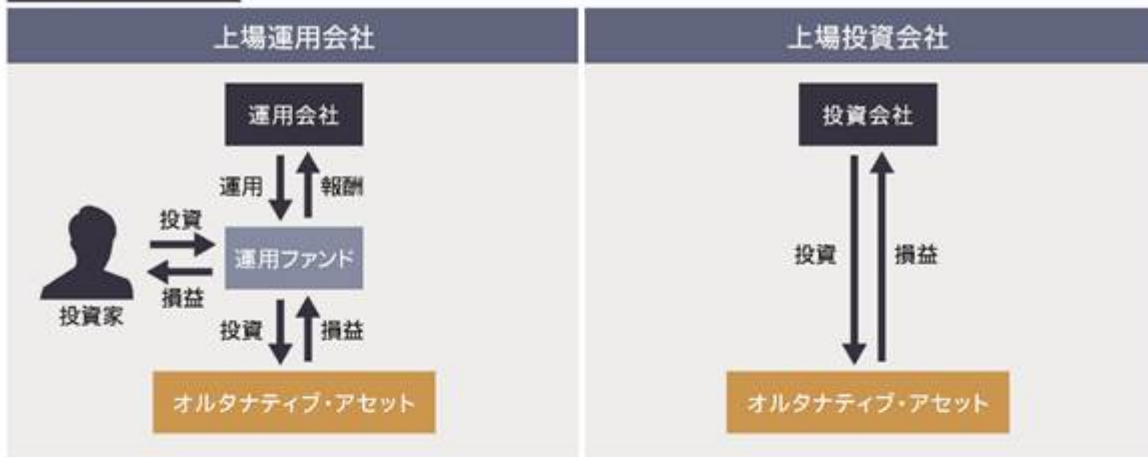 上場運用会社
運用会社
運用
報酬
投資
運用ファンド
損益
投資家
投資
損益
オルタナティブ・アセット
上場投資会社
投資会社
投資
損益
オルタナティブ・アセット